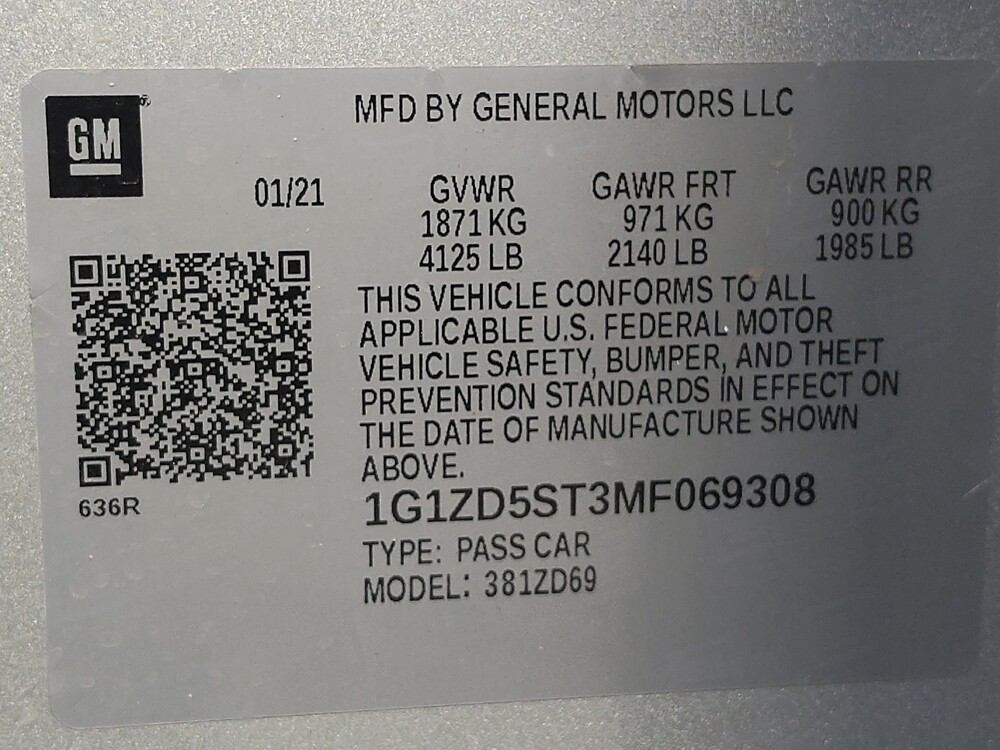 GM
MFD BY GENERAL MOTORS LLC
01/21
GVWR
1871 KG
4125 LB
GAWR FRT
971 KG
2140 LB
GAWR RR
900 KG
1985 LB
THIS VEHICLE CONFORMS TO ALL
APPLICABLE U.S. FEDERAL MOTOR
VEHICLE SAFETY, BUMPER, AND THEFT
PREVENTION STANDARDS IN EFFECT ON
THE DATE OF MANUFACTURE SHOWN
ABOVE.
636R
1G1ZD5ST3MF069308
TYPE: PASS CAR
MODEL: 381ZD69